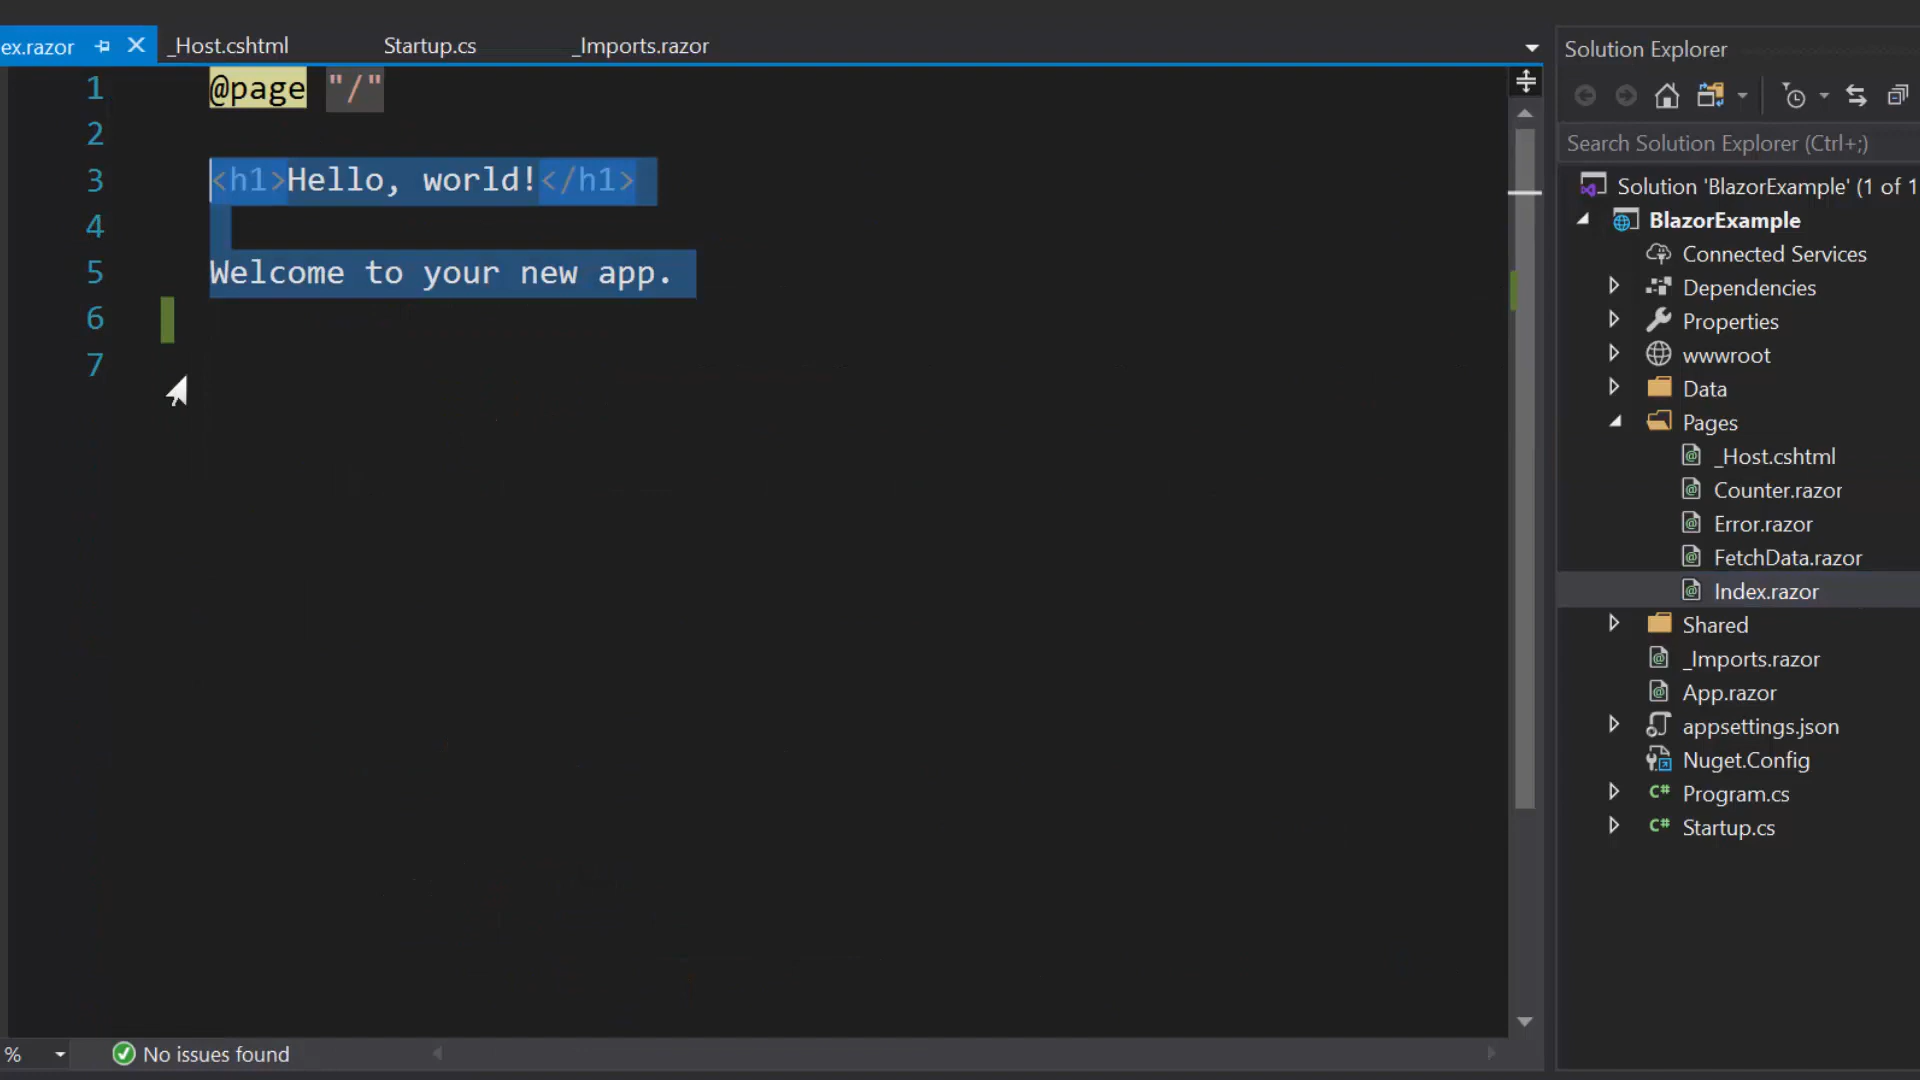 ex.razor
_Host.cshtml
Startup.cs
_Imports.razor
1 @page "/"
2
3 <h1>Hello, world!</h1>
4
5 Welcome to your new app.
6
7
% No issues found
Solution Explorer
Search Solution Explorer (Ctrl+;)
Solution 'BlazorExample' (1 of 1
BlazorExample
Connected Services
Dependencies
Properties
wwwroot
Data
Pages
_Host.cshtml
Counter.razor
Error.razor
FetchData.razor
Index.razor
Shared
_Imports.razor
App.razor
appsettings.json
Nuget.Config
C# Program.cs
C# Startup.cs